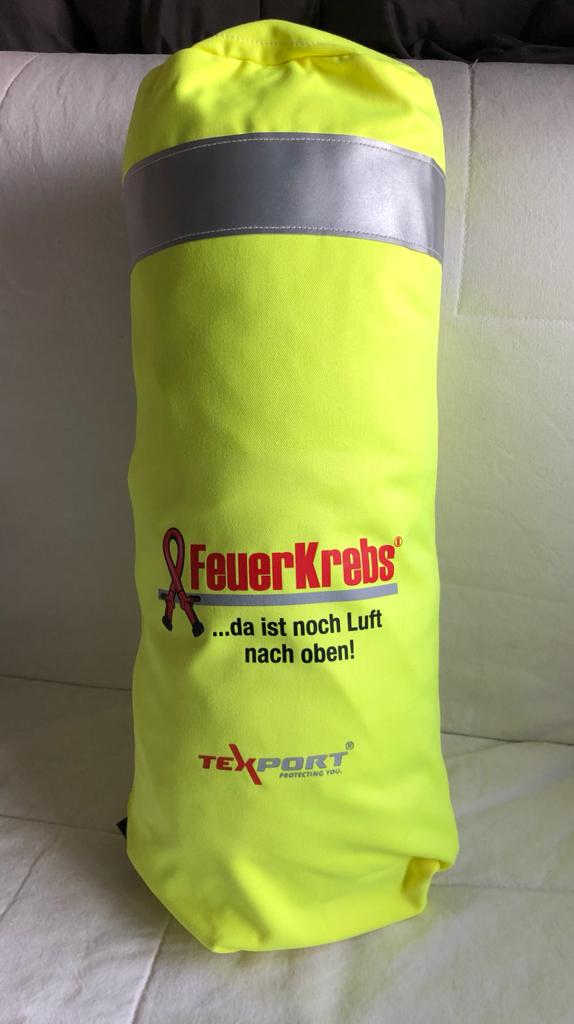 FeuerKrebs®
...da ist noch Luft
nach oben!
TEXPORT®
PROTECTING YOU.